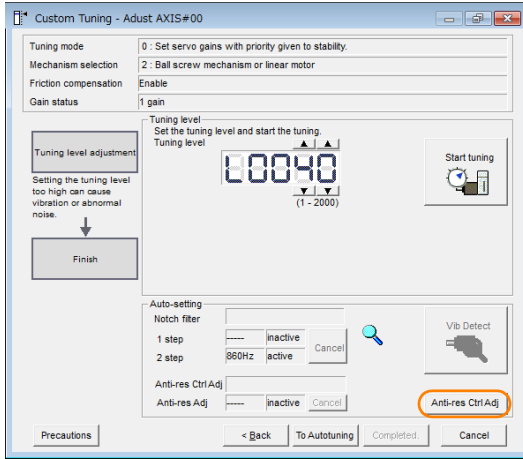 Custom Tuning - Adust AXIS#00
Tuning mode
0 : Set servo gains with priority given to stability.
Mechanism selection
2 : Ball screw mechanism or linear motor
Friction compensation
Enable
Gain status
1 gain
Tuning level adjustment
Setting the tuning level
too high can cause
vibration or abnormal
noise.
Finish
Tuning level
Set the tuning level and start the tuning.
Tuning level
L0040
(1 - 2000)
Start tuning
Auto-setting
Notch filter
1 step
-----
inactive
2 step
860Hz
active
Cancel
Vib Detect
Anti-res Ctrl Adj
Anti-res Adj
-----
inactive
Cancel
Anti-res Ctrl Adj
Precautions
< Back
To Autotuning
Completed.
Cancel